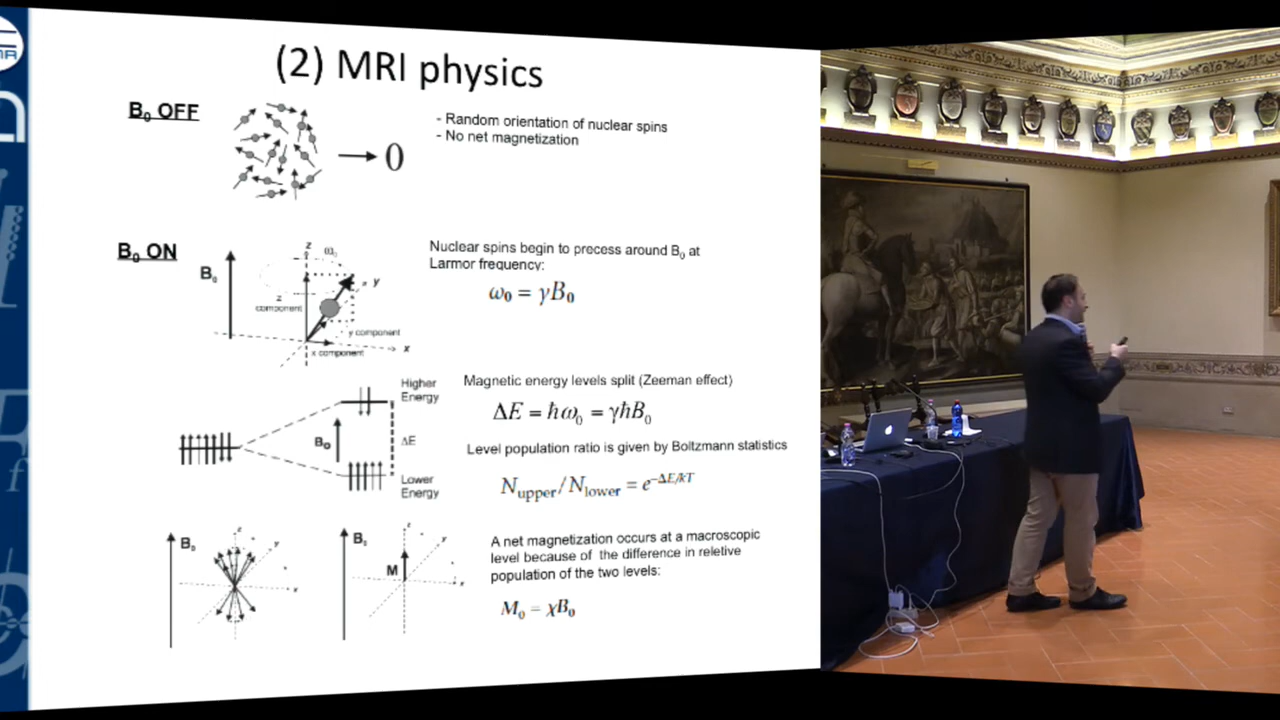 (2) MRI physics
B₀ OFF
- Random orientation of nuclear spins
- No net magnetization
0
B₀ ON
B₀
z
ω₀
y
z
component
y component
x component
x
Nuclear spins begin to precess around B₀ at
Larmor frequency:
ω₀ = γB₀
Higher
Energy
B₀
ΔE
Lower
Energy
Magnetic energy levels split (Zeeman effect)
ΔE = ħω₀ = γħB₀
Level population ratio is given by Boltzmann statistics
N_upper/N_lower = e^(-ΔE/kT)
B₀
z
y
x
B₀
M
z
y
x
A net magnetization occurs at a macroscopic
level because of the difference in reletive
population of the two levels:
M₀ = χB₀